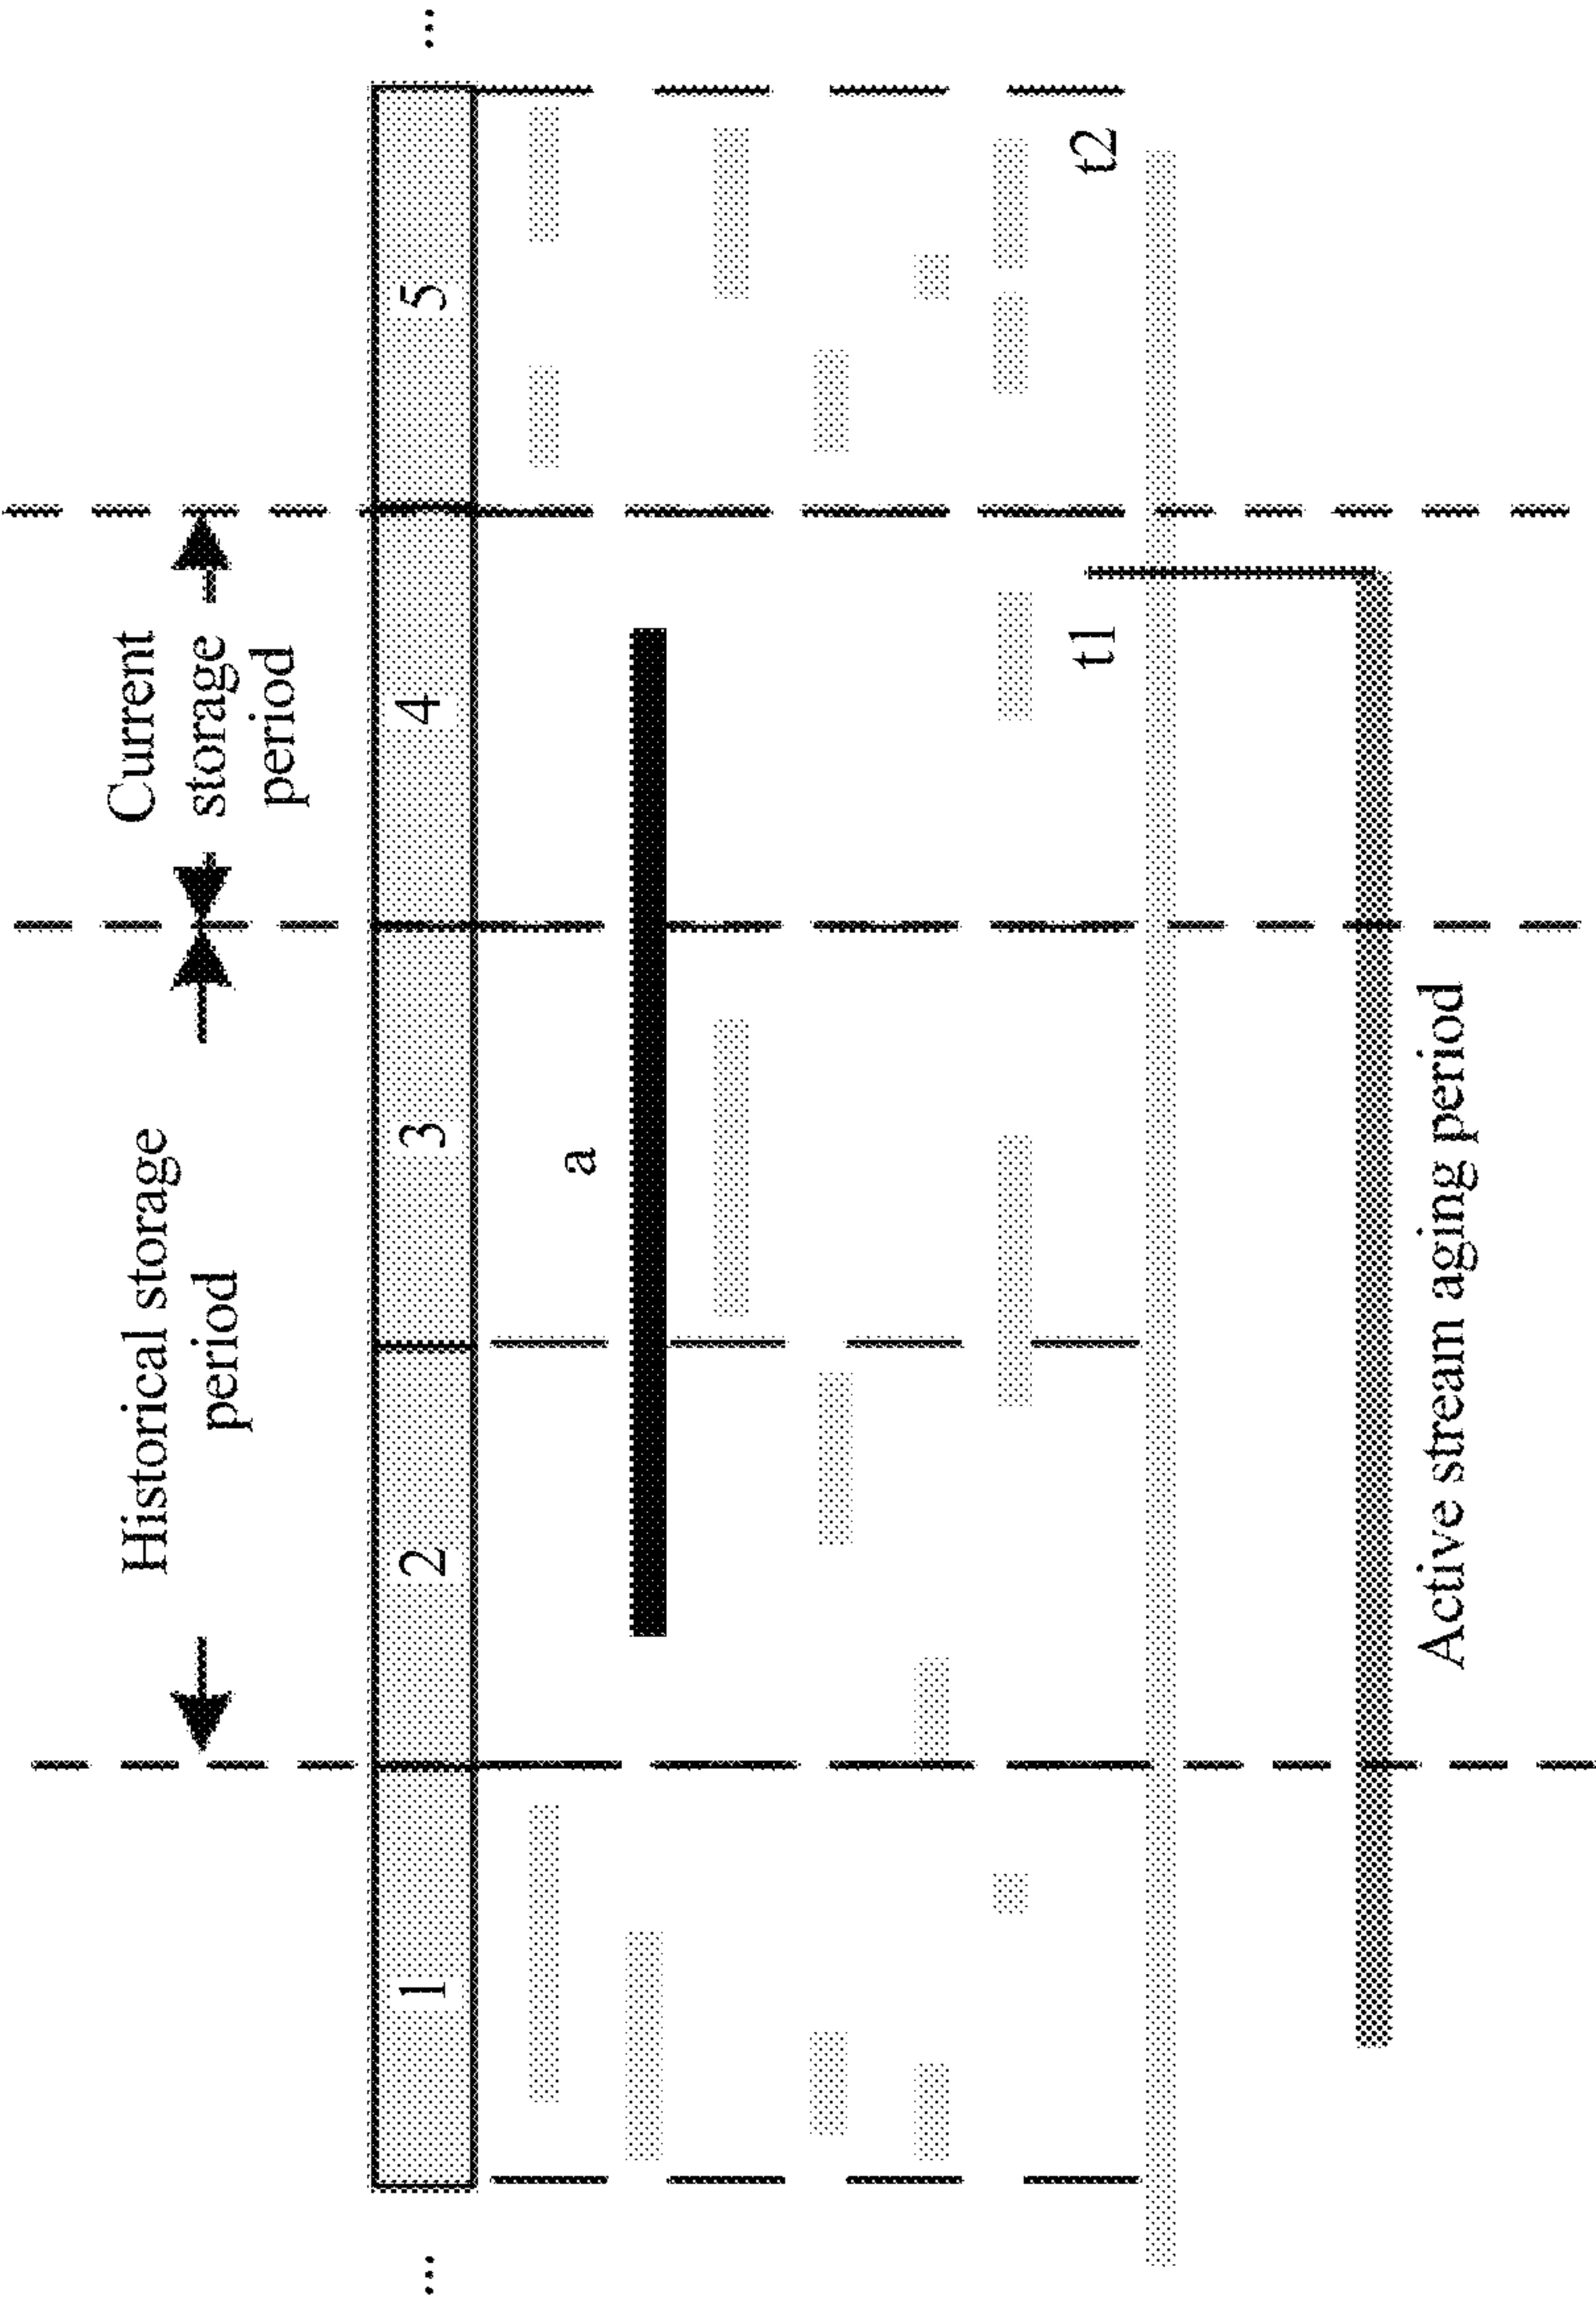 Historical storage
period
Current
storage
period
...
1
2
3
4
5
...
a
t1
t2
Active stream aging period